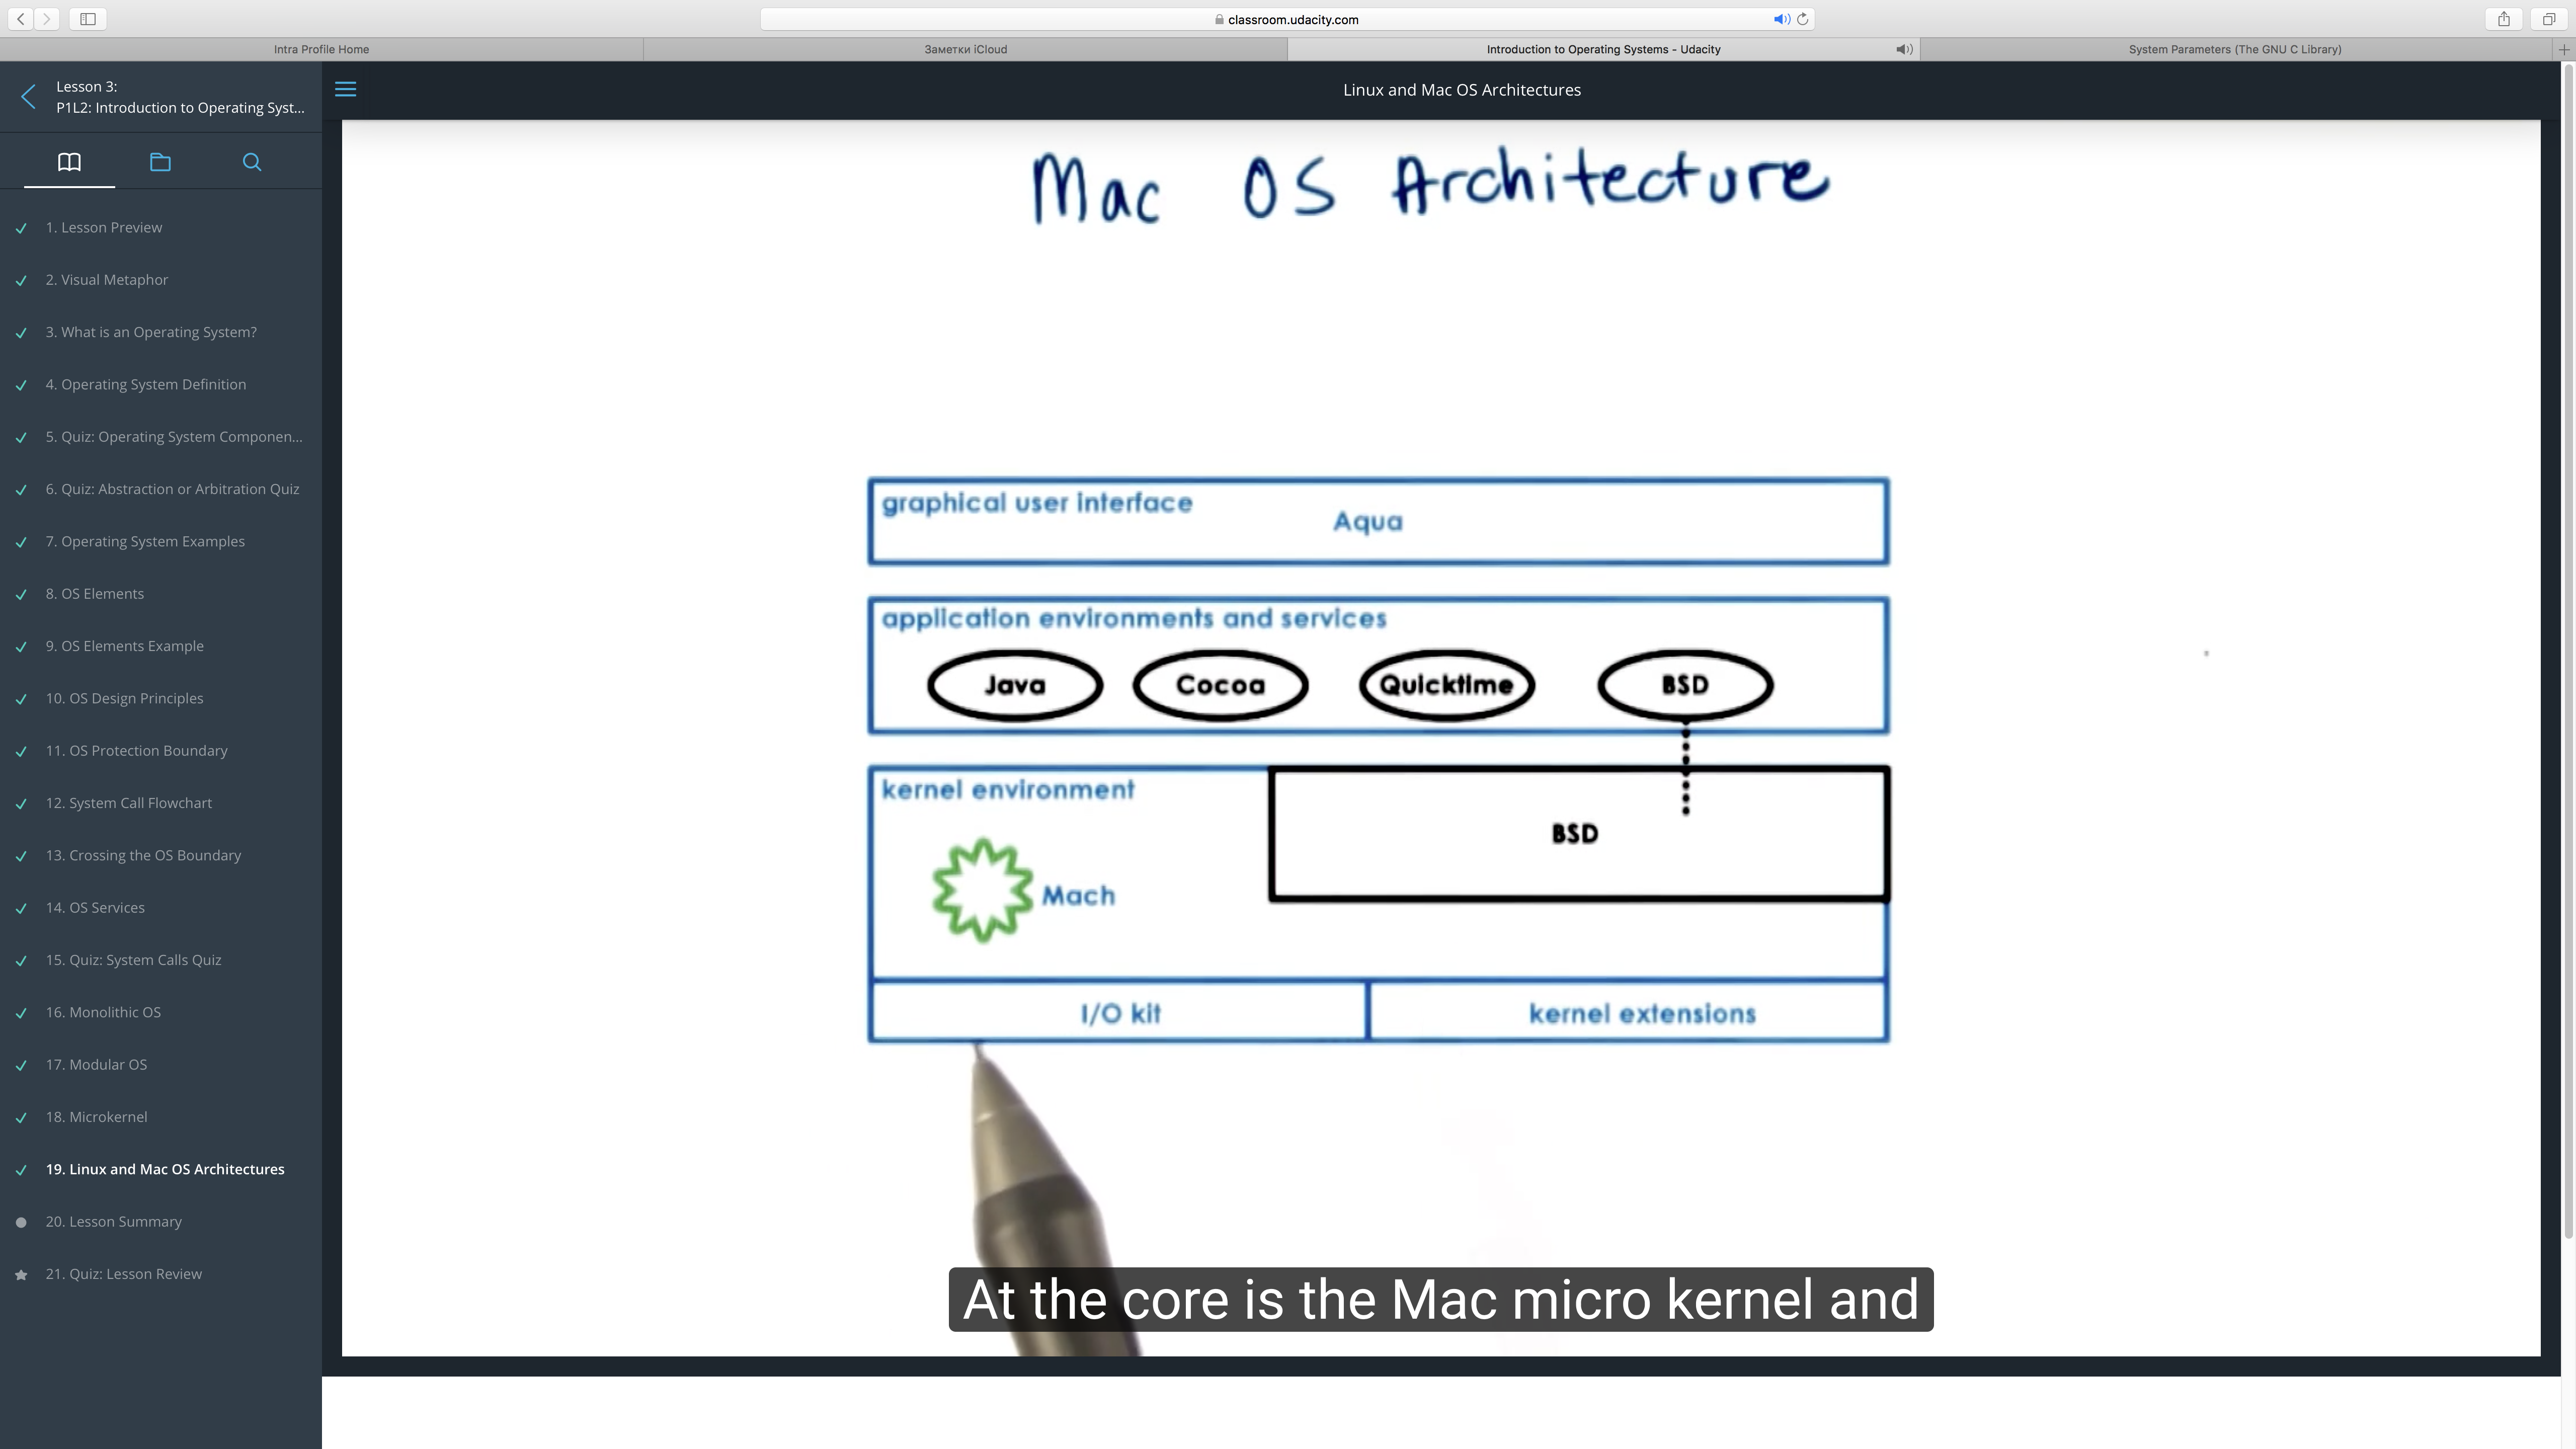 classroom.udacity.com
Intra Profile Home
Заметки iCloud
Introduction to Operating Systems - Udacity
System Parameters (The GNU C Library)
Lesson 3:
P1L2: Introduction to Operating Syst...
1. Lesson Preview
2. Visual Metaphor
3. What is an Operating System?
4. Operating System Definition
5. Quiz: Operating System Componen...
6. Quiz: Abstraction or Arbitration Quiz
7. Operating System Examples
8. OS Elements
9. OS Elements Example
10. OS Design Principles
11. OS Protection Boundary
12. System Call Flowchart
13. Crossing the OS Boundary
14. OS Services
15. Quiz: System Calls Quiz
16. Monolithic OS
17. Modular OS
18. Microkernel
19. Linux and Mac OS Architectures
20. Lesson Summary
21. Quiz: Lesson Review
Linux and Mac OS Architectures
Mac OS Architecture
graphical user interface
Aqua
application environments and services
Java Cocoa Quicktime BSD
kernel environment
BSD
Mach
I/O kit kernel extensions
At the core is the Mac micro kernel and